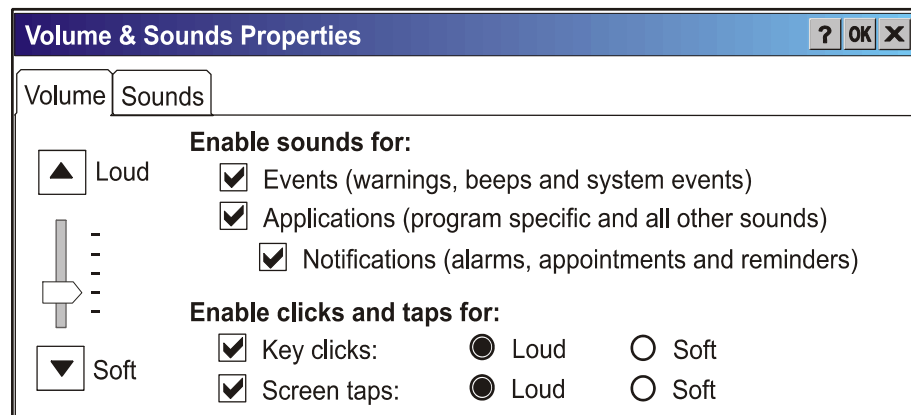 Volume & Sounds Properties ? OK X
Volume Sounds
Enable sounds for:
Loud
Events (warnings, beeps and system events)
Applications (program specific and all other sounds)
Notifications (alarms, appointments and reminders)
Enable clicks and taps for:
Key clicks: Loud Soft
Soft
Screen taps: Loud Soft